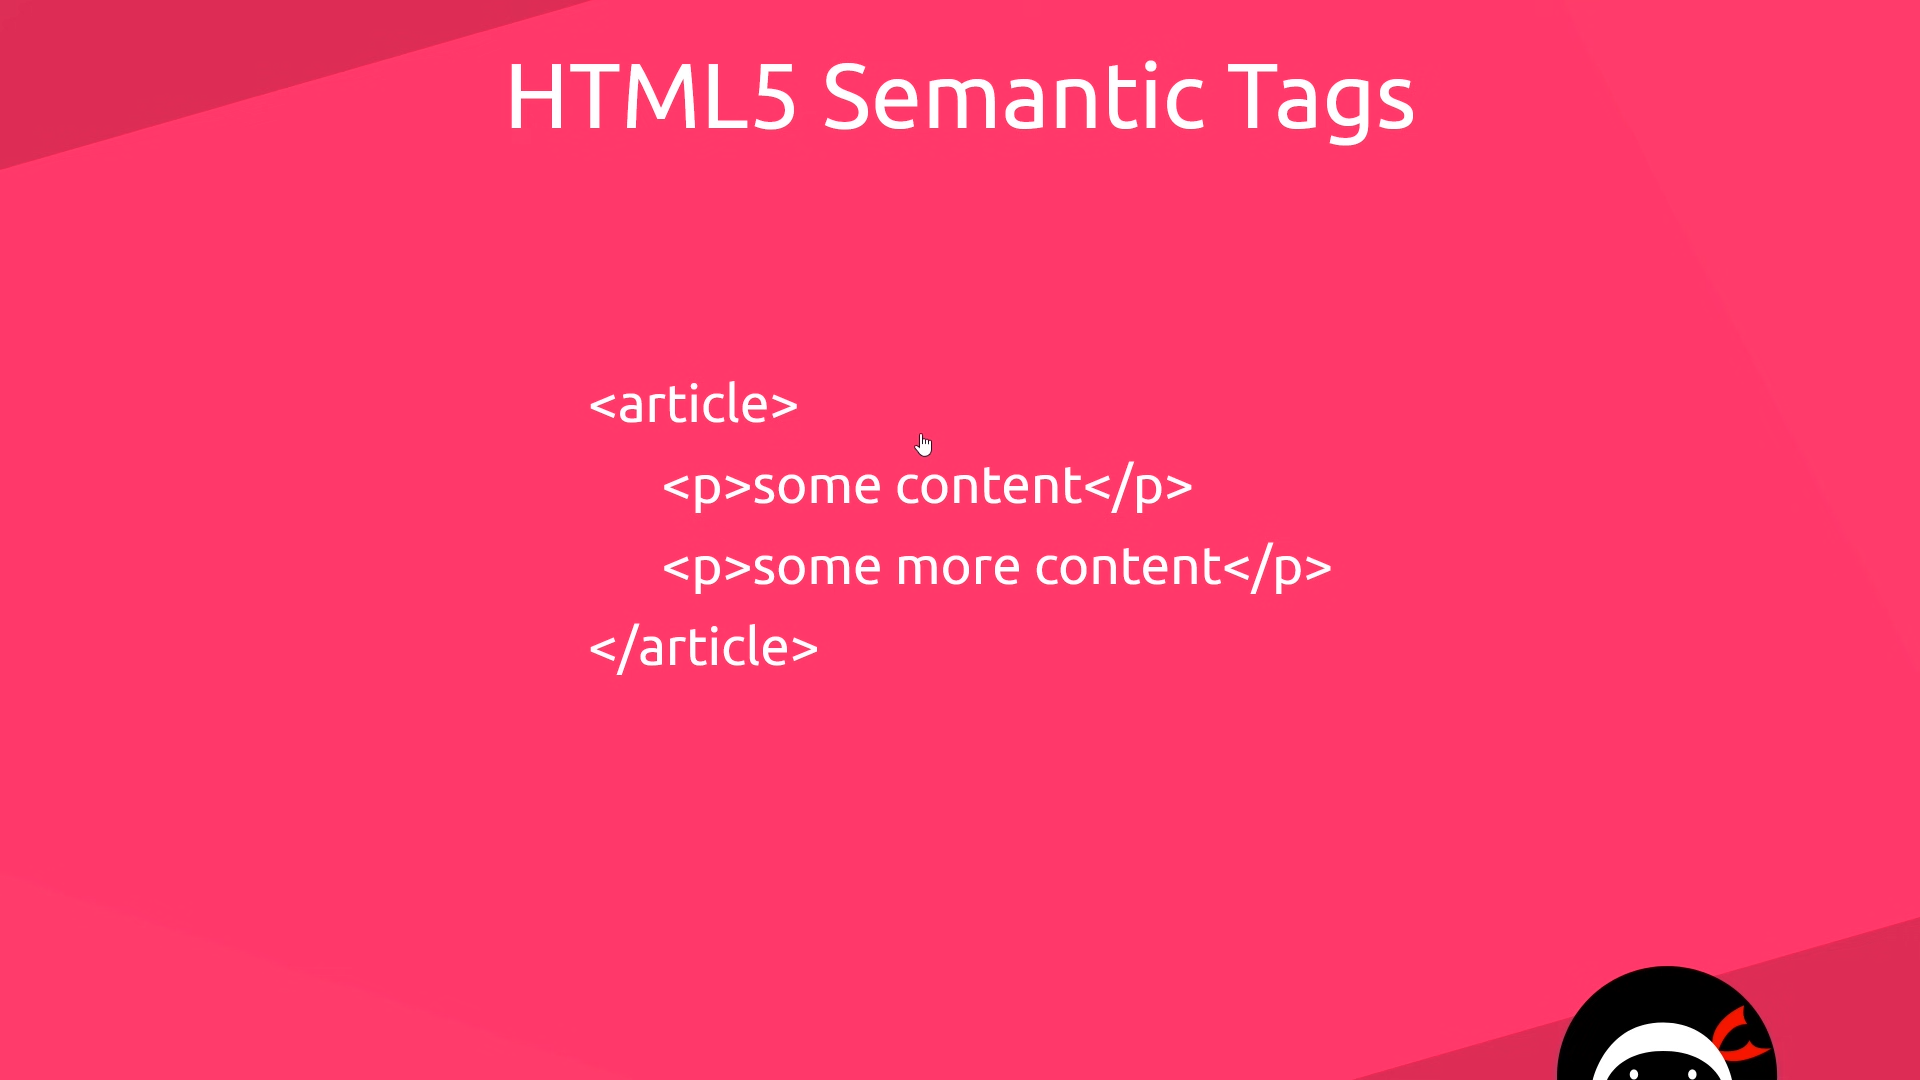 HTML5 Semantic Tags
<article>
<p>some content</p>
<p>some more content</p>
</article>